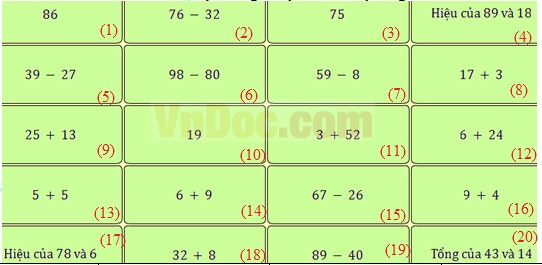 86 76 − 32 75 Hiệu của 89 và 18
(1) (2) (3) (4)
39 − 27 98 − 80 59 − 8 17 + 3
(5) (6) (7) (8)
VnDoc.com
25 + 13 19 3 + 52 6 + 24
(9) (10) (11) (12)
5 + 5 6 + 9 67 − 26 9 + 4
(13) (14) (15) (16)
(17) (18) (19) (20)
Hiệu của 78 và 6 32 + 8 89 − 40 Tổng của 43 và 14